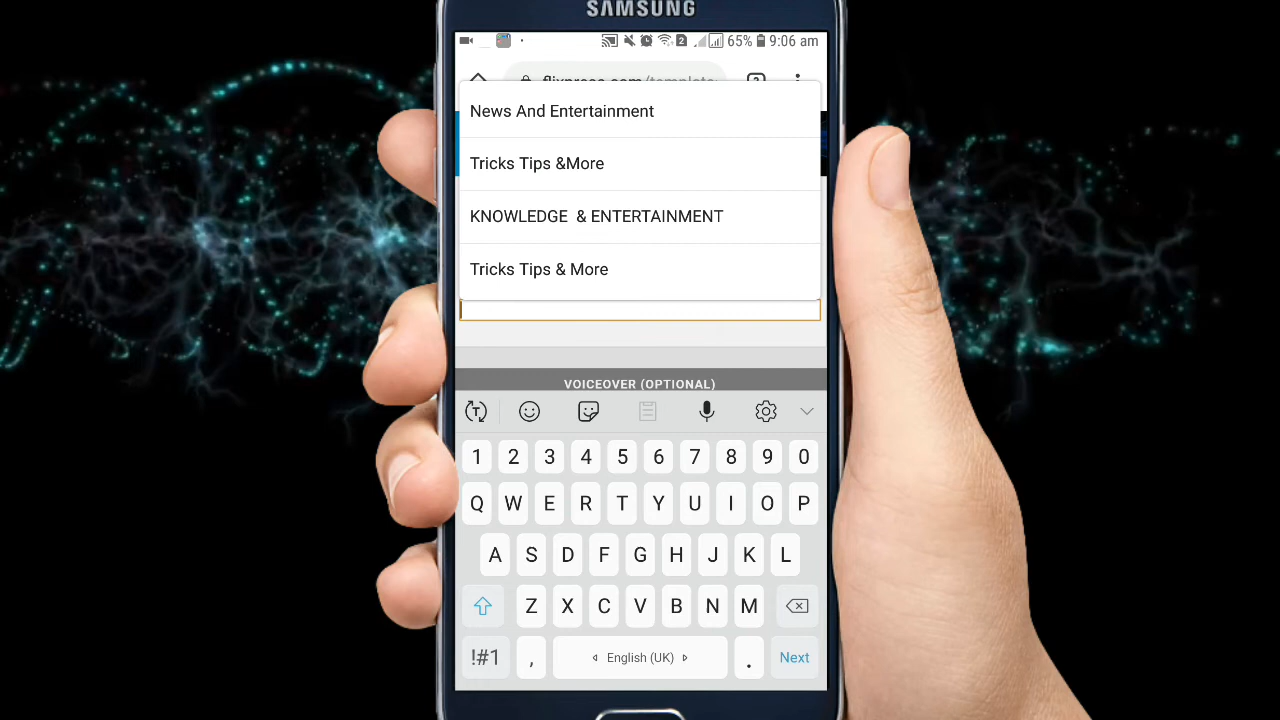 SAMSUNG
2 65% 9:06 am
flixpress.com/template
News And Entertainment
Tricks Tips &More
KNOWLEDGE & ENTERTAINMENT
Tricks Tips & More
VOICEOVER (OPTIONAL)
T
1 2 3 4 5 6 7 8 9 0
Q W E R T Y U I O P
A S D F G H J K L
Z X C V B N M
!#1 , English (UK) . Next